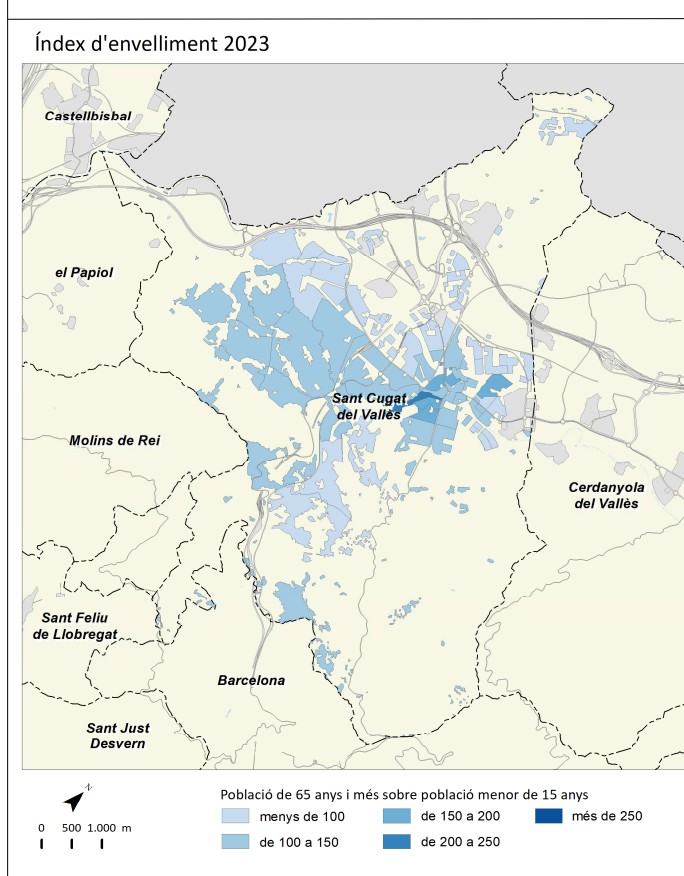 Índex d'envelliment 2023
Castellbisbal
el Papiol
Sant Cugat
del Vallès
Molins de Rei
Cerdanyola
del Vallès
Sant Feliu
de Llobregat
Barcelona
Sant Just
Desvern
N
0 500 1.000 m
Població de 65 anys i més sobre població menor de 15 anys
menys de 100
de 150 a 200
més de 250
de 100 a 150
de 200 a 250